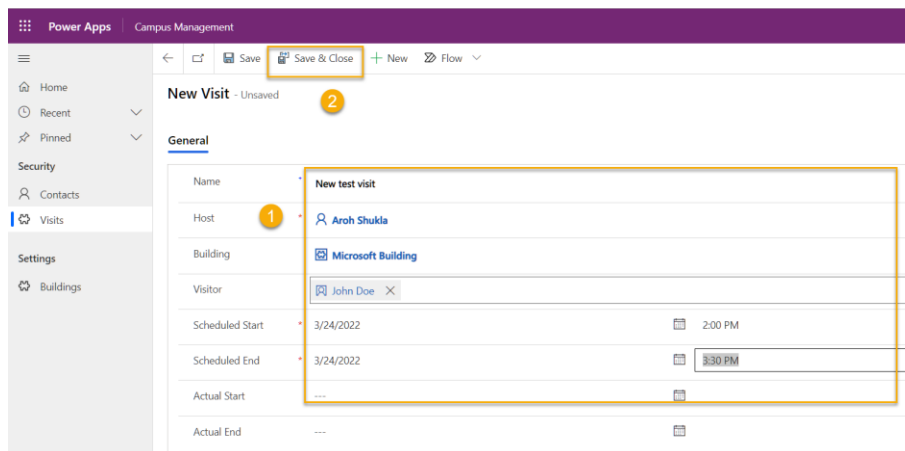 Power Apps Campus Management
Save Save & Close New Flow
Home
Recent
Pinned
Security
Contacts
Visits
Settings
Buildings
New Visit - Unsaved
2
General
1
Name * New test visit
Host * Aroh Shukla
Building Microsoft Building
Visitor John Doe
Scheduled Start * 3/24/2022 2:00 PM
Scheduled End * 3/24/2022 3:30 PM
Actual Start ---
Actual End ---